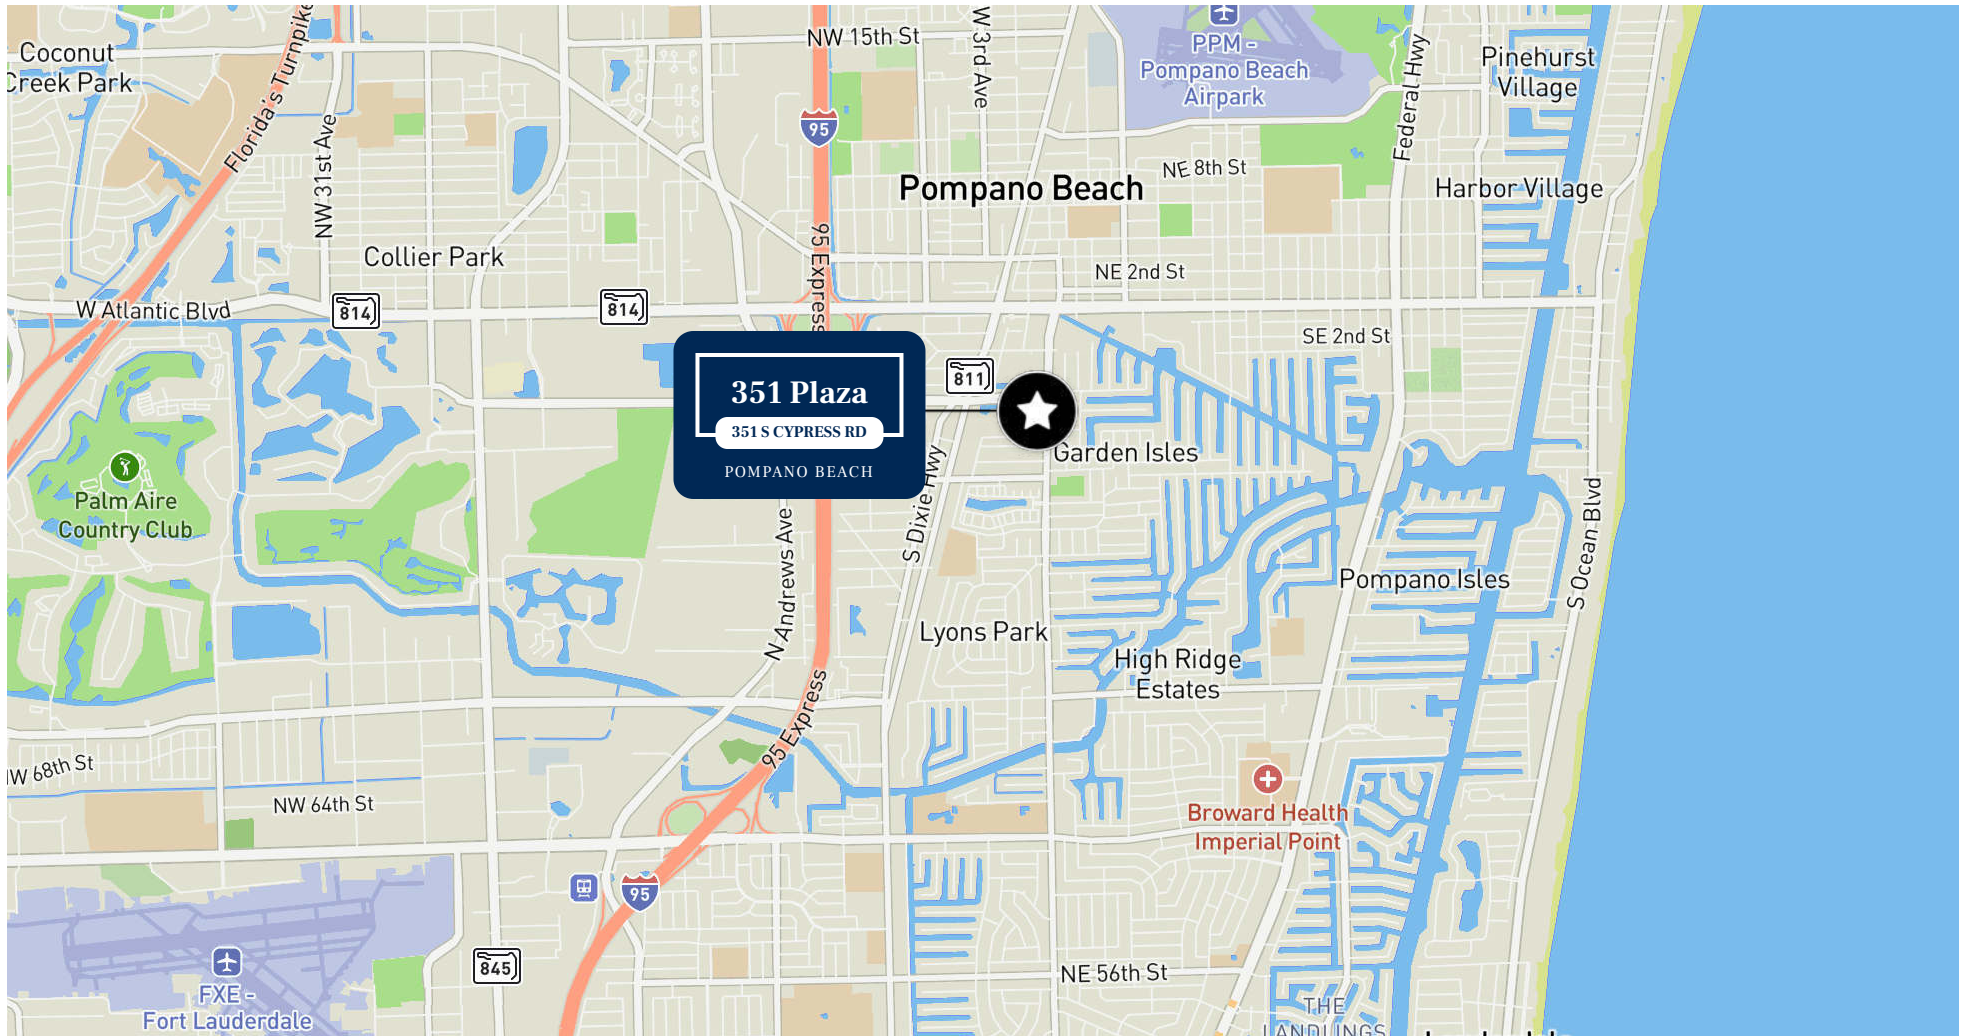 Coconut
Creek Park
Florida's Turnpike
NW 31st Ave
NW 15th St
W 3rd Ave
PPM -
Pompano Beach
Airpark
Federal Hwy
Pinehurst
Village
95
Pompano Beach
NE 8th St
Harbor Village
Collier Park
95 Express
NE 2nd St
W Atlantic Blvd
814
814
SE 2nd St
351 Plaza
351 S CYPRESS RD
POMPANO BEACH
811
Garden Isles
S Dixie Hwy
Palm Aire
Country Club
N Andrews Ave
S Ocean Blvd
Pompano Isles
Lyons Park
High Ridge
Estates
95 Express
NW 68th St
NW 64th St
Broward Health
Imperial Point
95
845
NE 56th St
FXE -
Fort Lauderdale
THE
LANDINGS